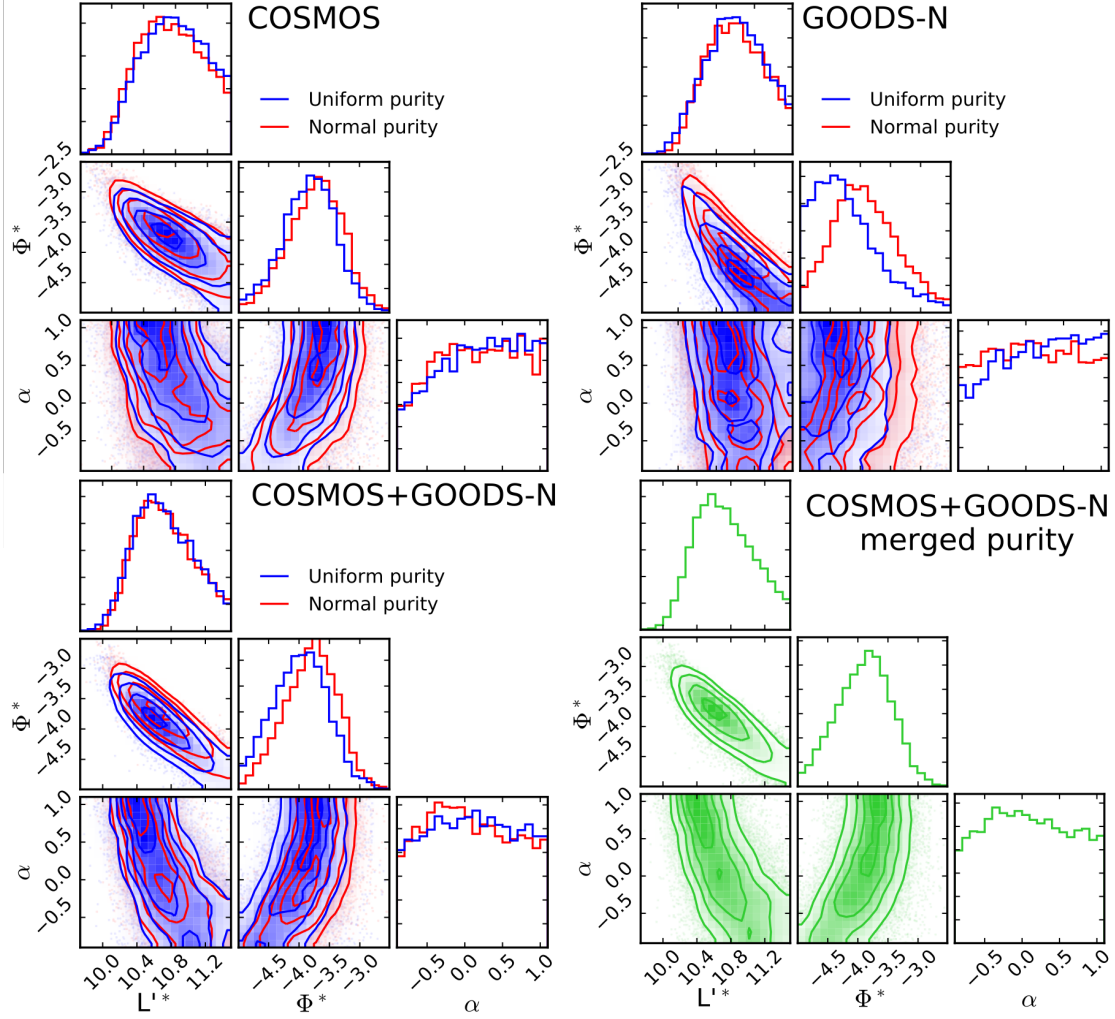 COSMOS
Uniform purity
Normal purity
−2.5
−3.0
−3.5
−4.0
−4.5
Φ*
1.0
0.5
0.0
−0.5
α
GOODS-N
Uniform purity
Normal purity
−2.5
−3.0
−3.5
−4.0
−4.5
Φ*
1.0
0.5
0.0
−0.5
α
COSMOS+GOODS-N
Uniform purity
Normal purity
−3.0
−3.5
−4.0
−4.5
Φ*
1.0
0.5
0.0
−0.5
α
10.0 10.4 10.8 11.2
−4.5 −4.0 −3.5 −3.0
−0.5 0.0 0.5 1.0
L'* Φ* α
COSMOS+GOODS-N
merged purity
−3.0
−3.5
−4.0
−4.5
Φ*
1.0
0.5
0.0
−0.5
α
10.0 10.4 10.8 11.2
−4.5 −4.0 −3.5 −3.0
−0.5 0.0 0.5 1.0
L'* Φ* α